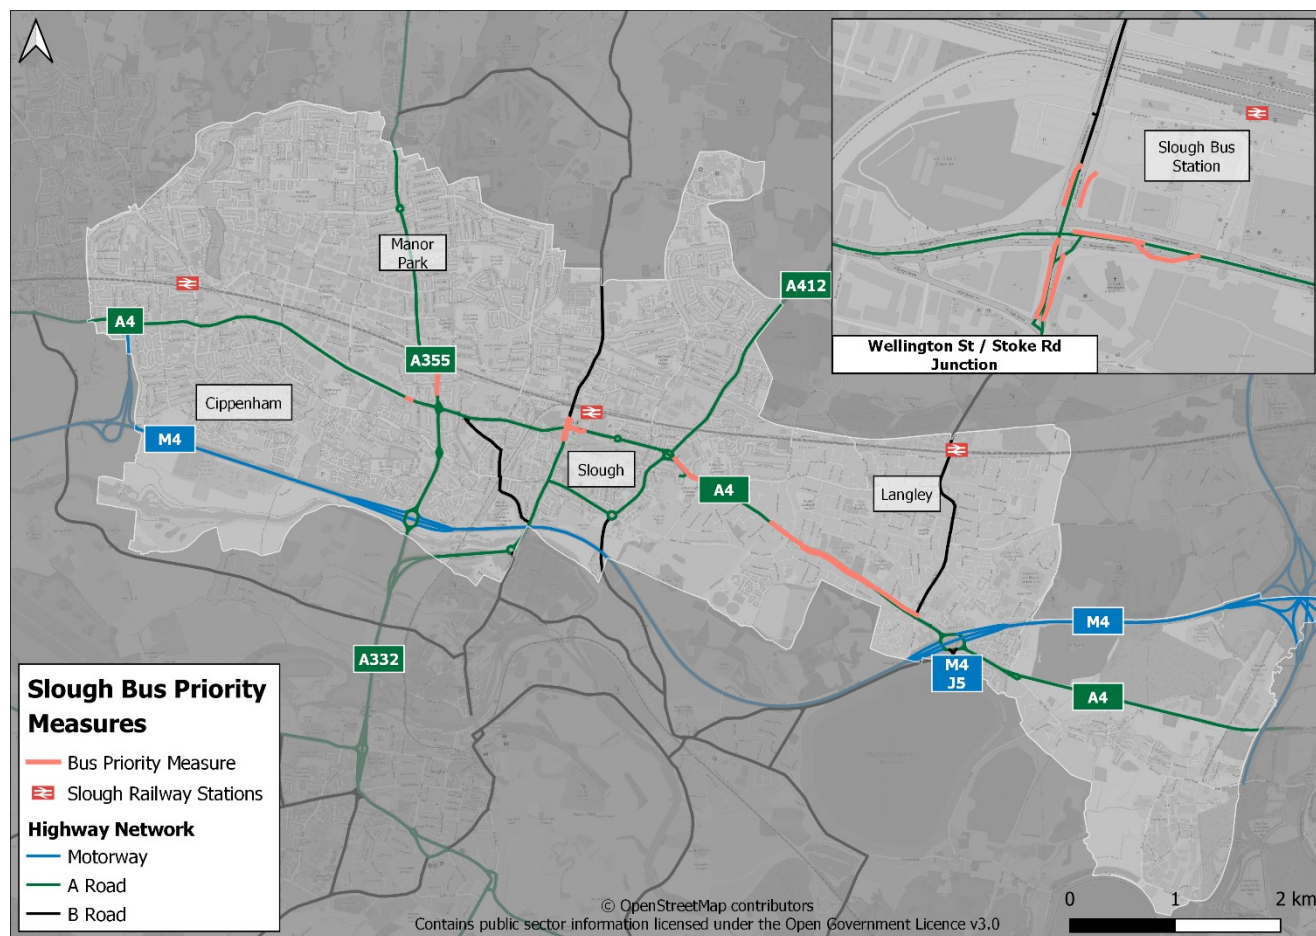 Slough Bus
Station
Wellington St / Stoke Rd
Junction
Manor
Park
A412
A4
A355
Cippenham
M4
Slough
A4
Langley
M4
A332
M4
J5
A4
Slough Bus Priority
Measures
Bus Priority Measure
Slough Railway Stations
Highway Network
Motorway
A Road
B Road
0 1 2 km
© OpenStreetMap contributors
Contains public sector information licensed under the Open Government Licence v3.0